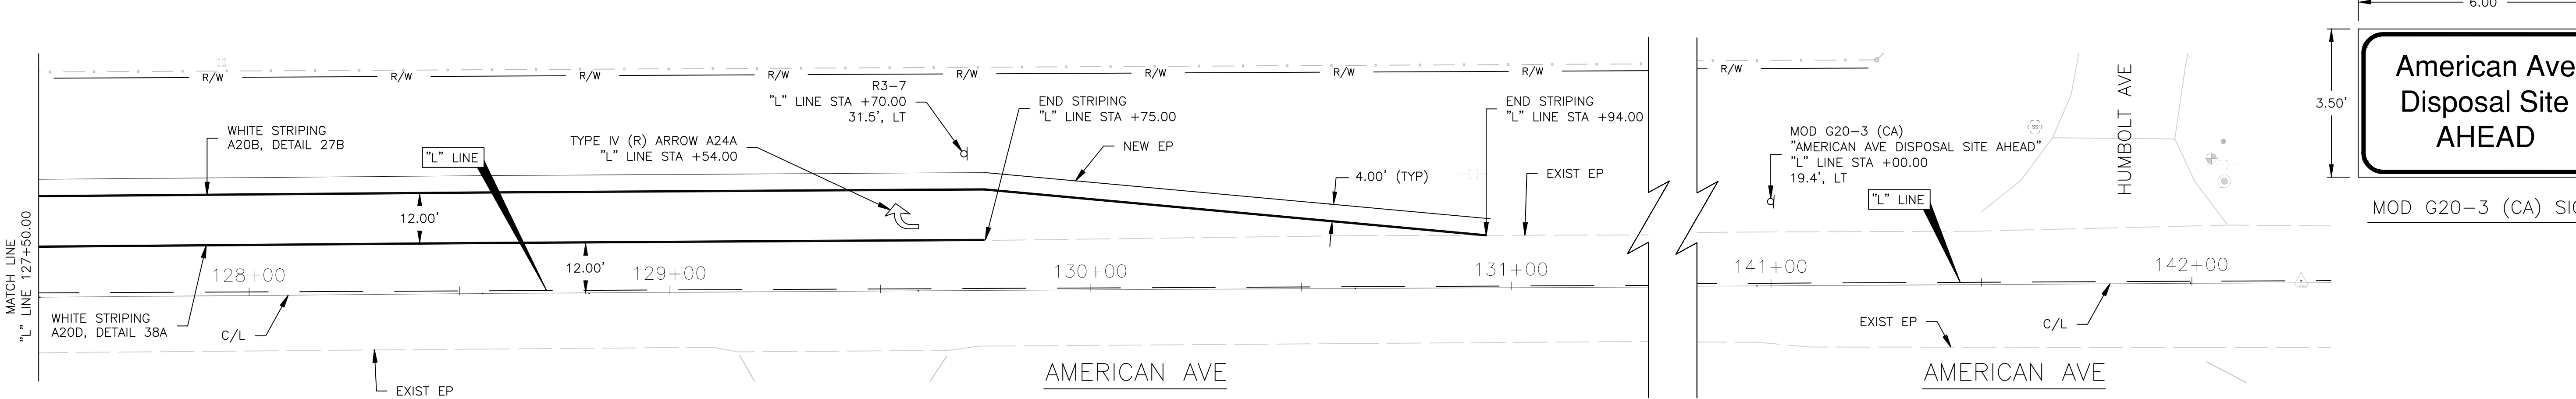 6.00'
R/W
R/W
R/W
R/W
R/W
R/W
R/W
R/W
R/W
WHITE STRIPING
A20B, DETAIL 27B
"L" LINE
TYPE IV (R) ARROW A24A
"L" LINE STA +54.00
R3-7
"L" LINE STA +70.00
31.5', LT
END STRIPING
"L" LINE STA +75.00
NEW EP
4.00' (TYP)
END STRIPING
"L" LINE STA +94.00
EXIST EP
MOD G20-3 (CA)
"AMERICAN AVE DISPOSAL SITE AHEAD"
"L" LINE STA +00.00
19.4', LT
"L" LINE
SS
HUMBOLT AVE
3.50'
American Ave
Disposal Site
AHEAD
MATCH LINE
"L" LINE 127+50.00
12.00'
12.00'
128+00
129+00
130+00
131+00
141+00
142+00
WHITE STRIPING
A20D, DETAIL 38A
C/L
EXIST EP
AMERICAN AVE
EXIST EP
C/L
AMERICAN AVE
MOD G20-3 (CA)